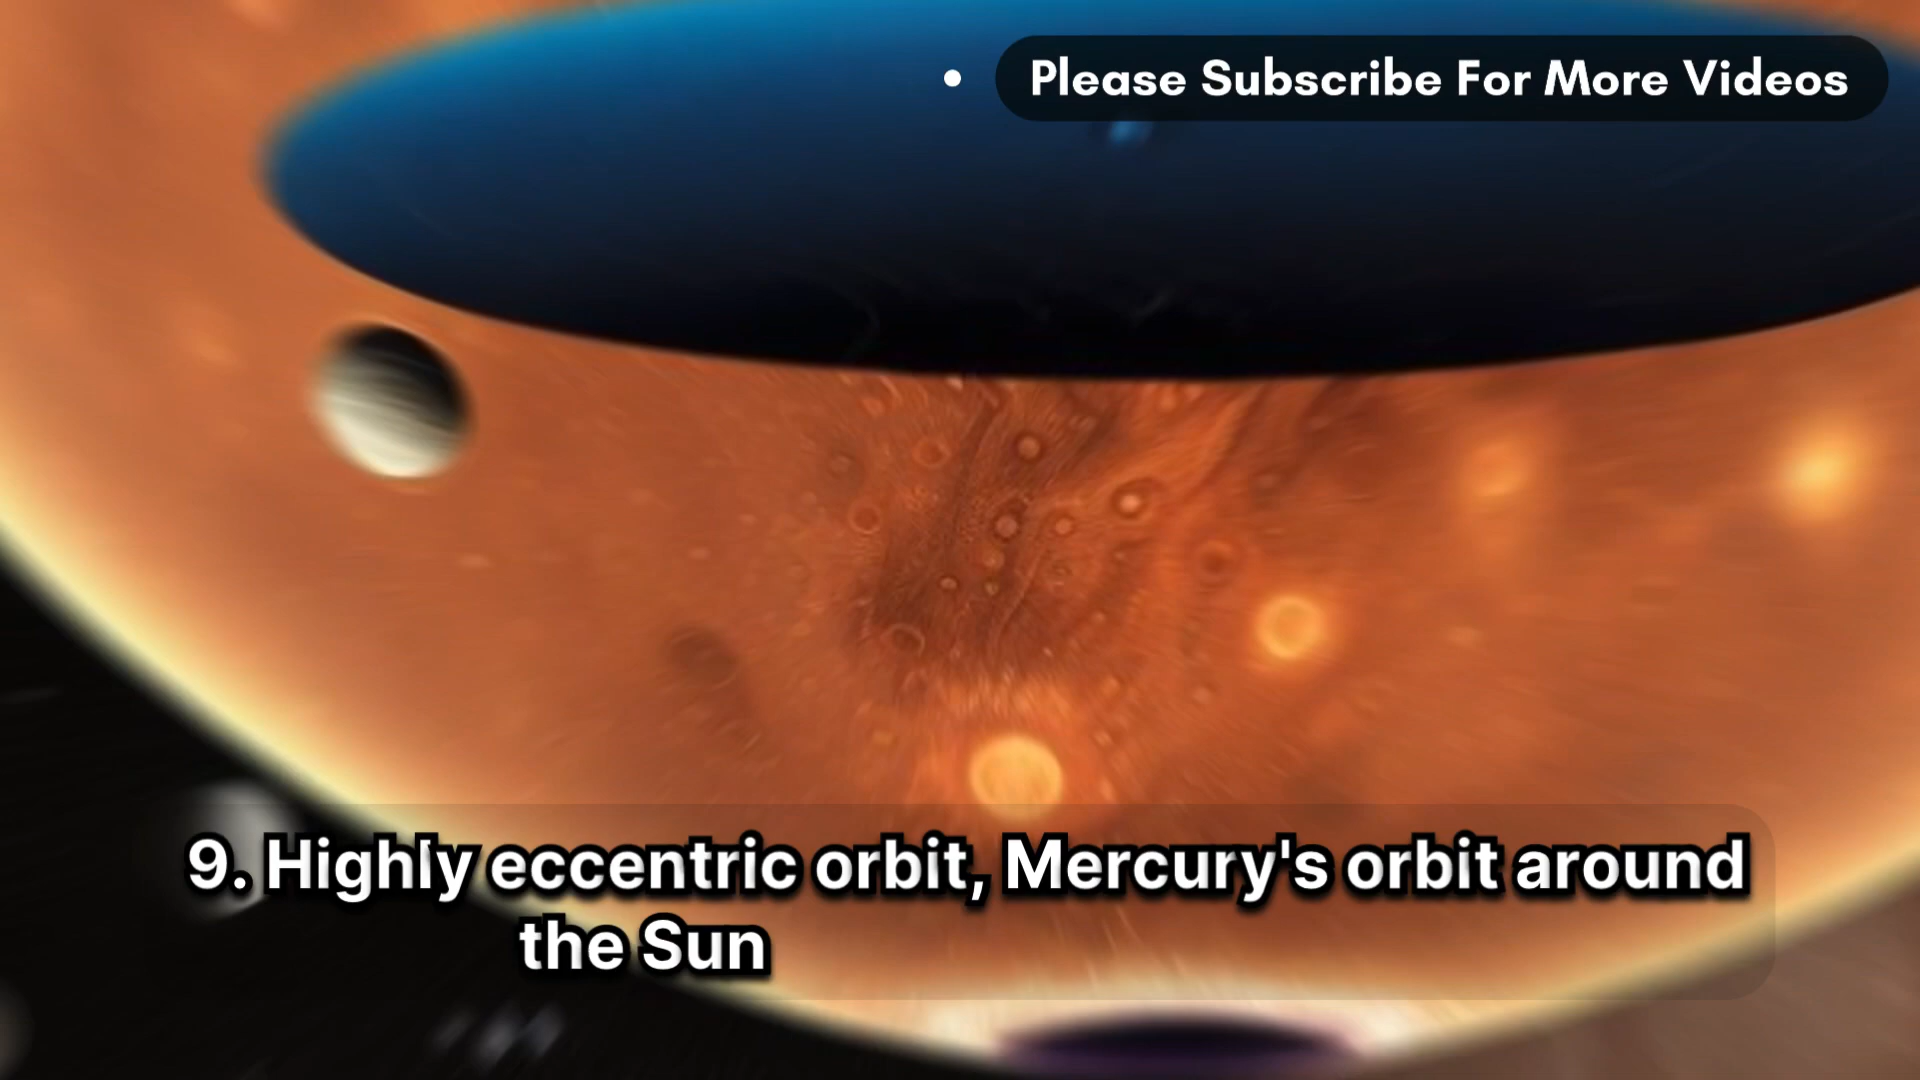 Please Subscribe For More Videos
9. Highly eccentric orbit, Mercury's orbit around
the Sun